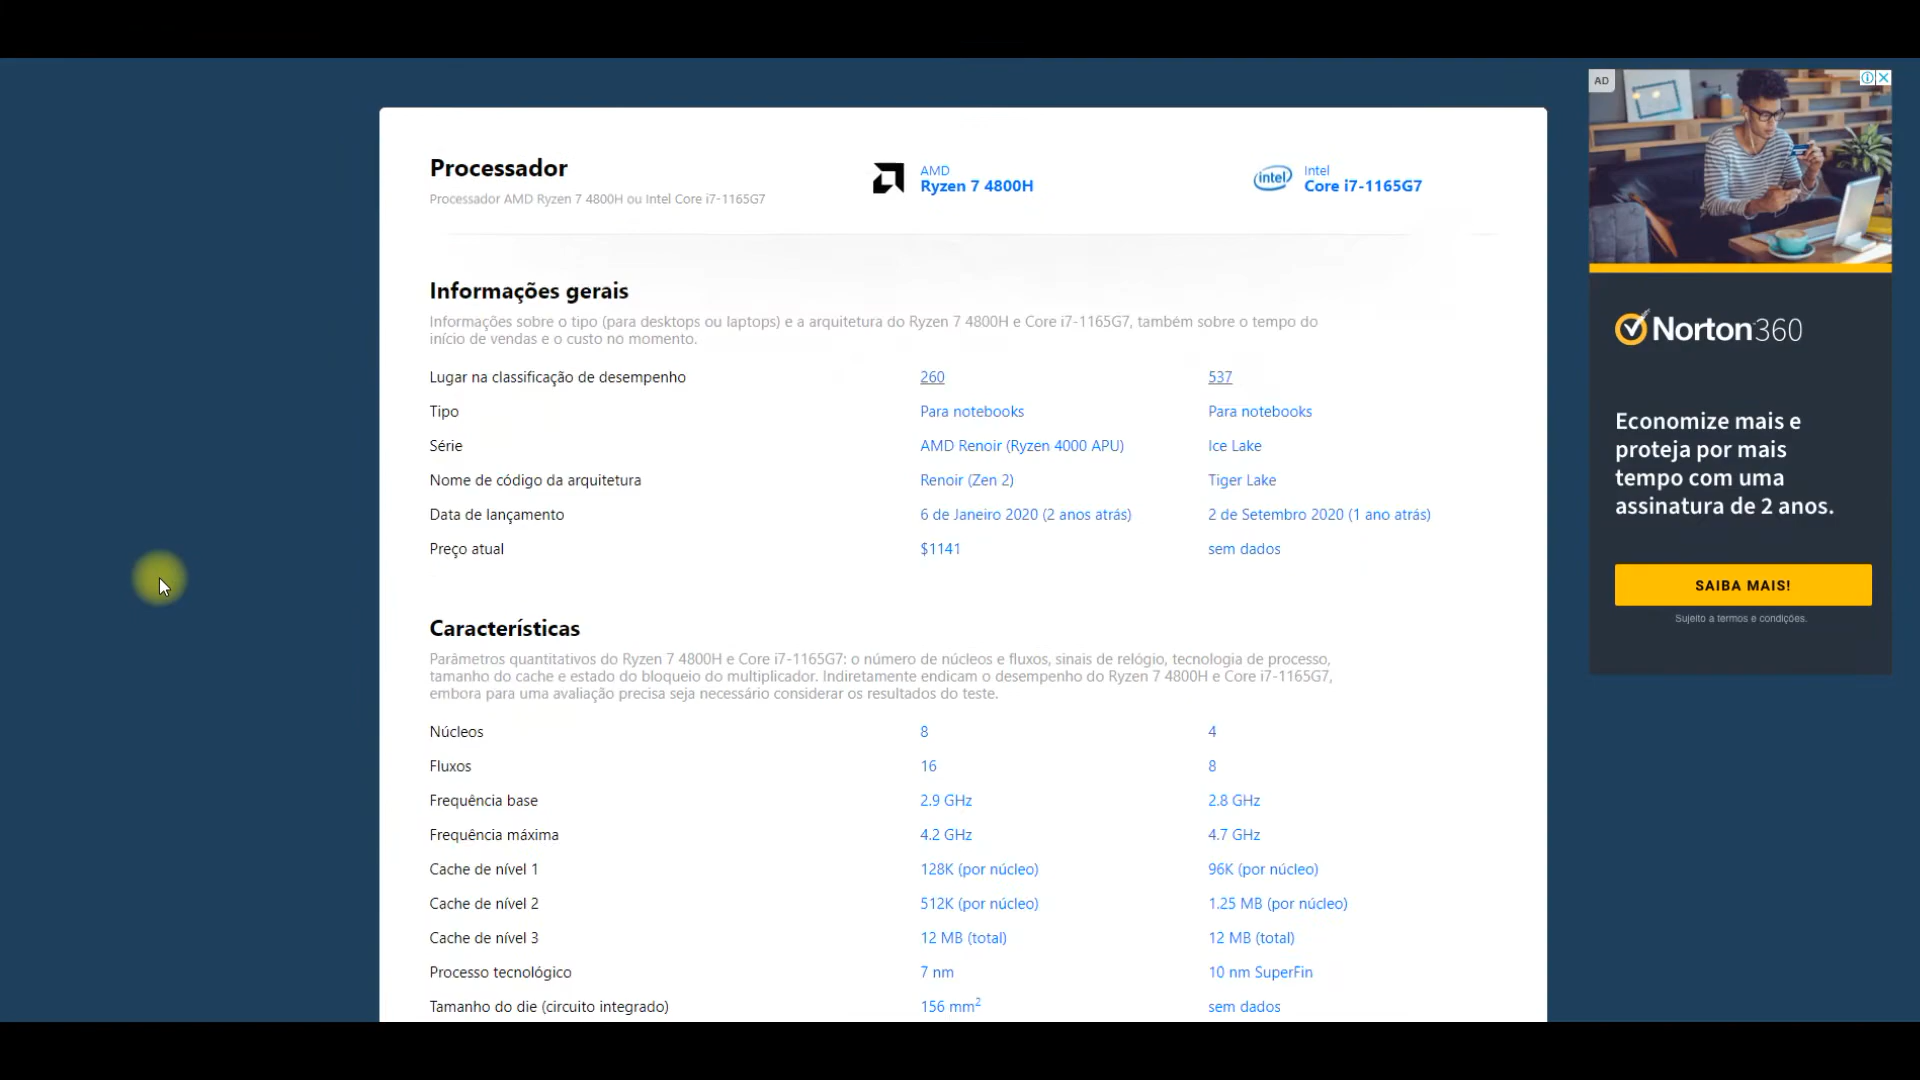 Processador
Processador AMD Ryzen 7 4800H ou Intel Core i7-1165G7
AMD
Ryzen 7 4800H
intel
Intel
Core i7-1165G7
Informações gerais
Informações sobre o tipo (para desktops ou laptops) e a arquitetura do Ryzen 7 4800H e Core i7-1165G7, também sobre o tempo do
início de vendas e o custo no momento.
Lugar na classificação de desempenho 260 537
Tipo Para notebooks Para notebooks
Série AMD Renoir (Ryzen 4000 APU) Ice Lake
Nome de código da arquitetura Renoir (Zen 2) Tiger Lake
Data de lançamento 6 de Janeiro 2020 (2 anos atrás) 2 de Setembro 2020 (1 ano atrás)
Preço atual $1141 sem dados
Características
Parâmetros quantitativos do Ryzen 7 4800H e Core i7-1165G7: o número de núcleos e fluxos, sinais de relógio, tecnologia de processo,
tamanho do cache e estado do bloqueio do multiplicador. Indiretamente endicam o desempenho do Ryzen 7 4800H e Core i7-1165G7,
embora para uma avaliação precisa seja necessário considerar os resultados do teste.
Núcleos 8 4
Fluxos 16 8
Frequência base 2.9 GHz 2.8 GHz
Frequência máxima 4.2 GHz 4.7 GHz
Cache de nível 1 128K (por núcleo) 96K (por núcleo)
Cache de nível 2 512K (por núcleo) 1.25 MB (por núcleo)
Cache de nível 3 12 MB (total) 12 MB (total)
Processo tecnológico 7 nm 10 nm SuperFin
Tamanho do die (circuito integrado) 156 mm² sem dados
AD
Norton360
Economize mais e
proteja por mais
tempo com uma
assinatura de 2 anos.
SAIBA MAIS!
Sujeito a termos e condições.